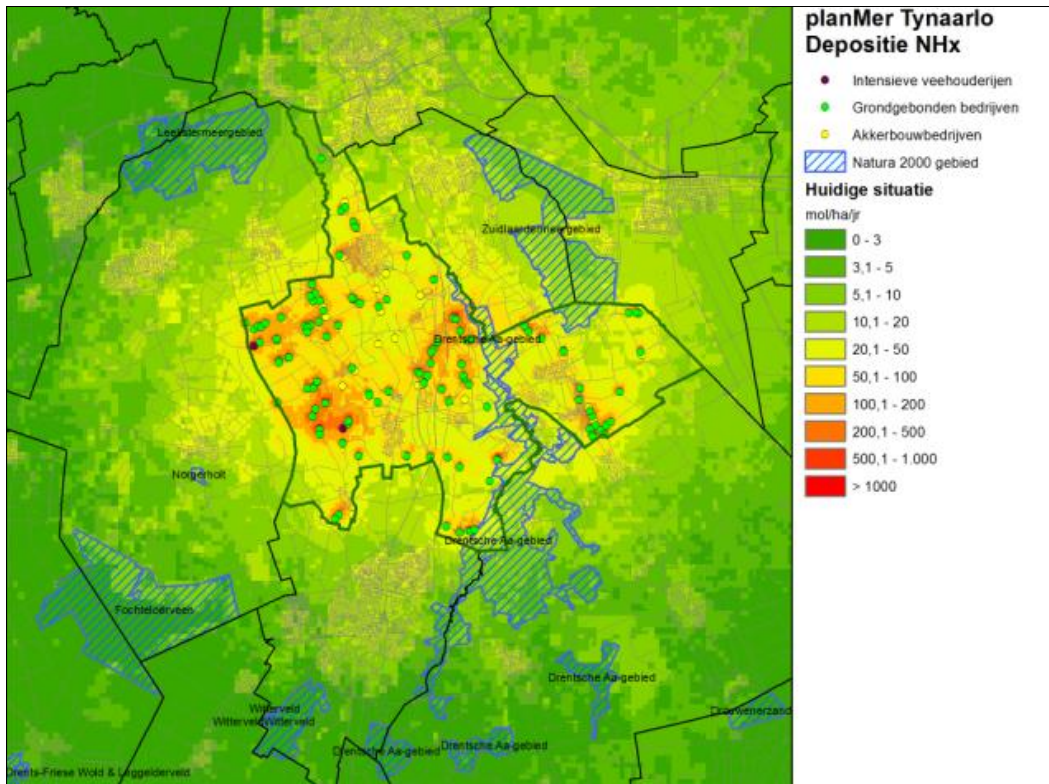 planMer Tynaarlo
Depositie NHx
Intensieve veehouderijen
Grondgebonden bedrijven
Akkerbouwbedrijven
Natura 2000 gebied
Huidige situatie
mol/ha/jr
0 - 3
3,1 - 5
5,1 - 10
10,1 - 20
20,1 - 50
50,1 - 100
100,1 - 200
200,1 - 500
500,1 - 1.000
> 1000
Leekstermeergebied
Zuidlaardermeergebied
Drentsche Aa-gebied
Norgerholt
Drentsche Aa-gebied
Fochteloërveen
Drentsche Aa-gebied
Witterveld
Witterveld Witterveld
Drouwenerzand
Drentsche Aa-gebied
Drentsche Aa-gebied
Drents-Friese Wold & Leggelderveld